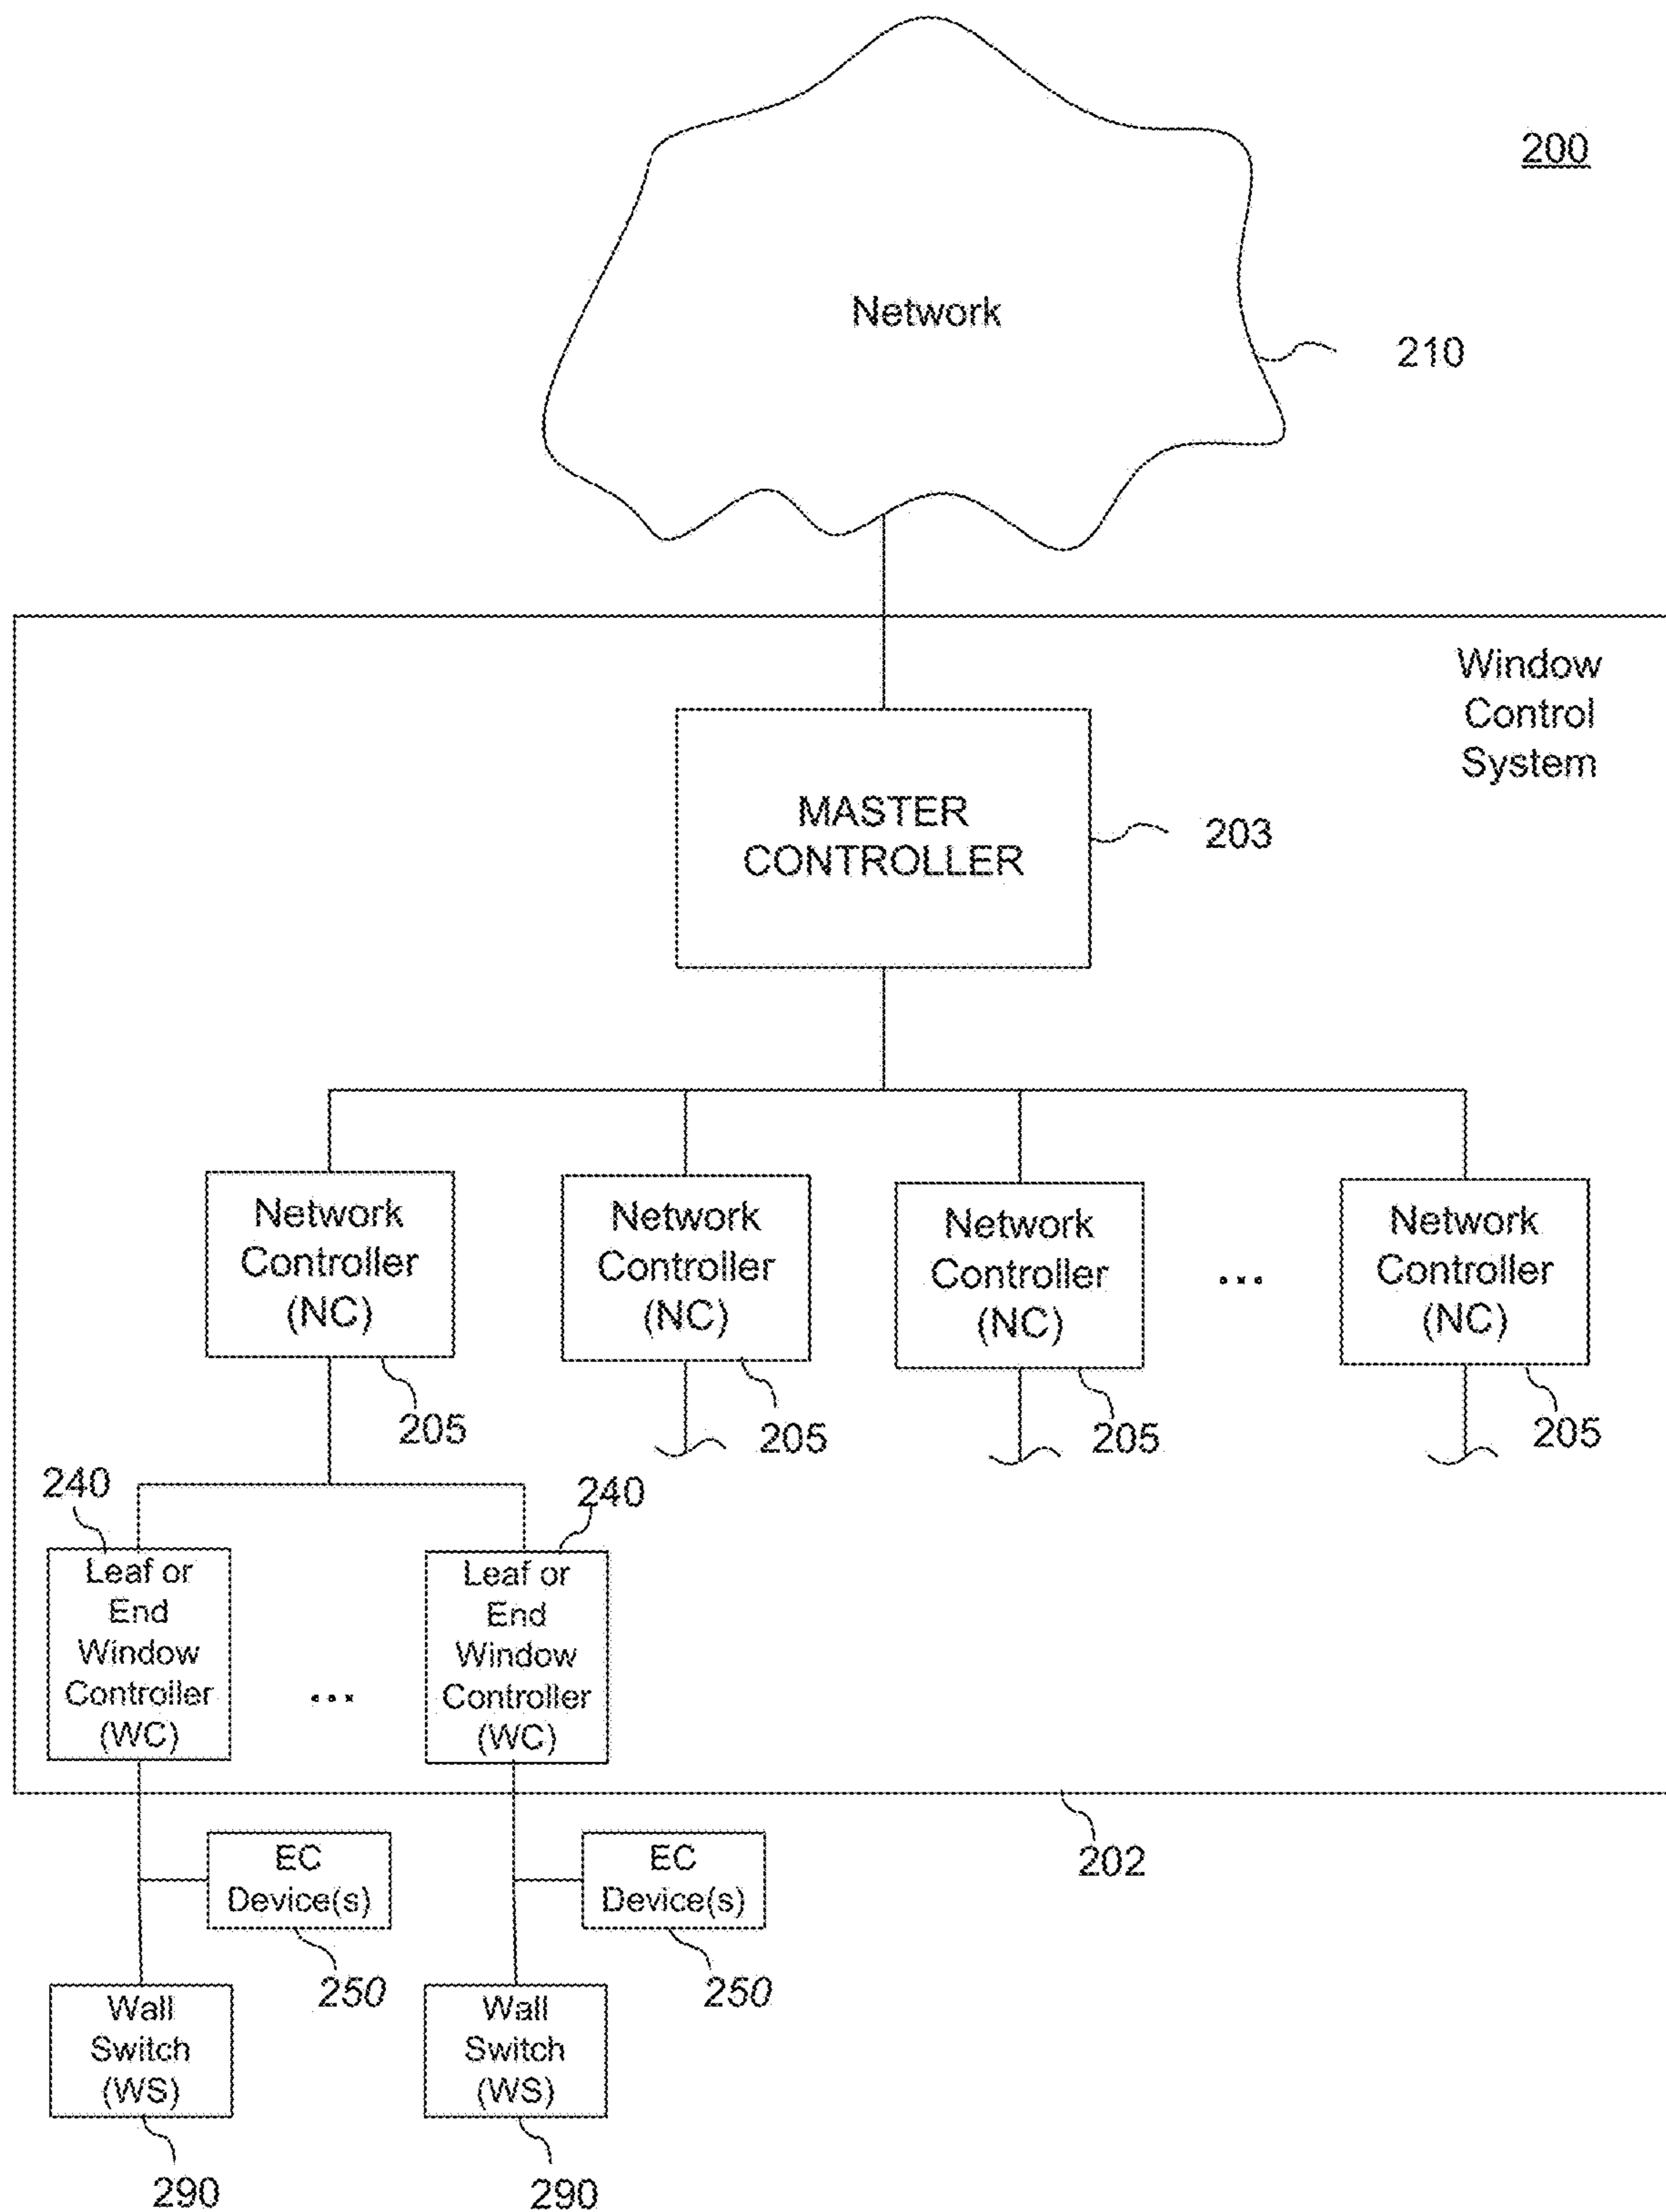 200
Network
210
Window
Control
System
MASTER
CONTROLLER
203
Network
Controller
(NC)
205
Network
Controller
(NC)
205
Network
Controller
(NC)
205
...
Network
Controller
(NC)
205
240
Leaf or
End
Window
Controller
(WC)
...
240
Leaf or
End
Window
Controller
(WC)
202
EC
Device(s)
250
EC
Device(s)
250
Wall
Switch
(WS)
290
Wall
Switch
(WS)
290